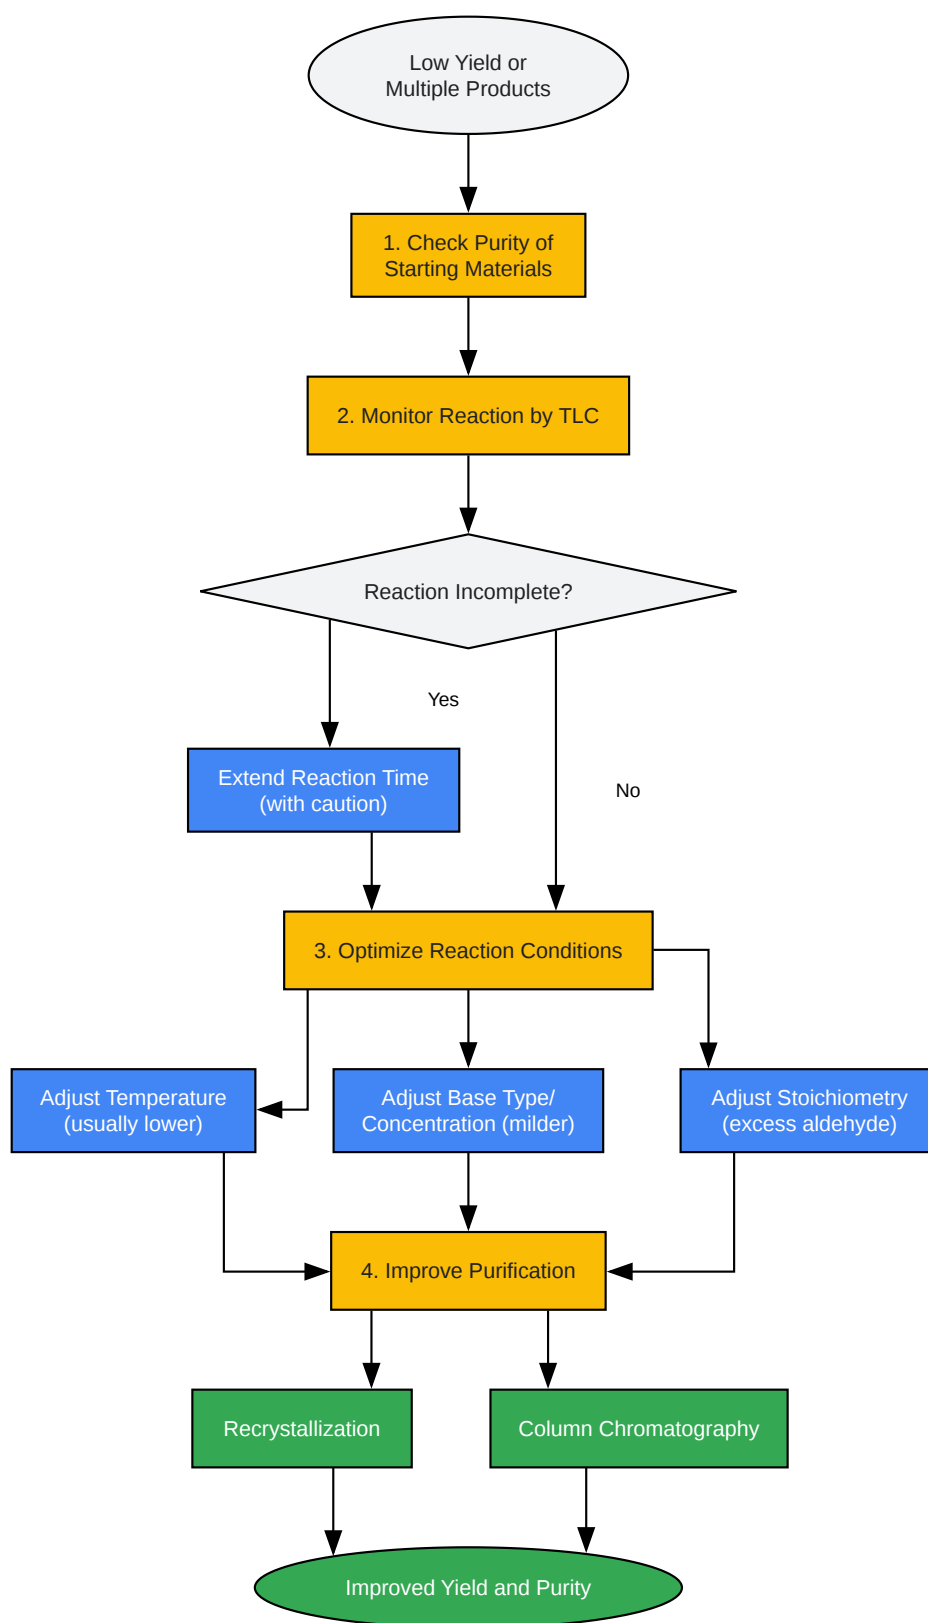 Low Yield or
Multiple Products
1. Check Purity of
Starting Materials
2. Monitor Reaction by TLC
Reaction Incomplete?
Yes
Extend Reaction Time
(with caution)
No
3. Optimize Reaction Conditions
Adjust Temperature
(usually lower)
Adjust Base Type/
Concentration (milder)
Adjust Stoichiometry
(excess aldehyde)
4. Improve Purification
Recrystallization
Column Chromatography
Improved Yield and Purity